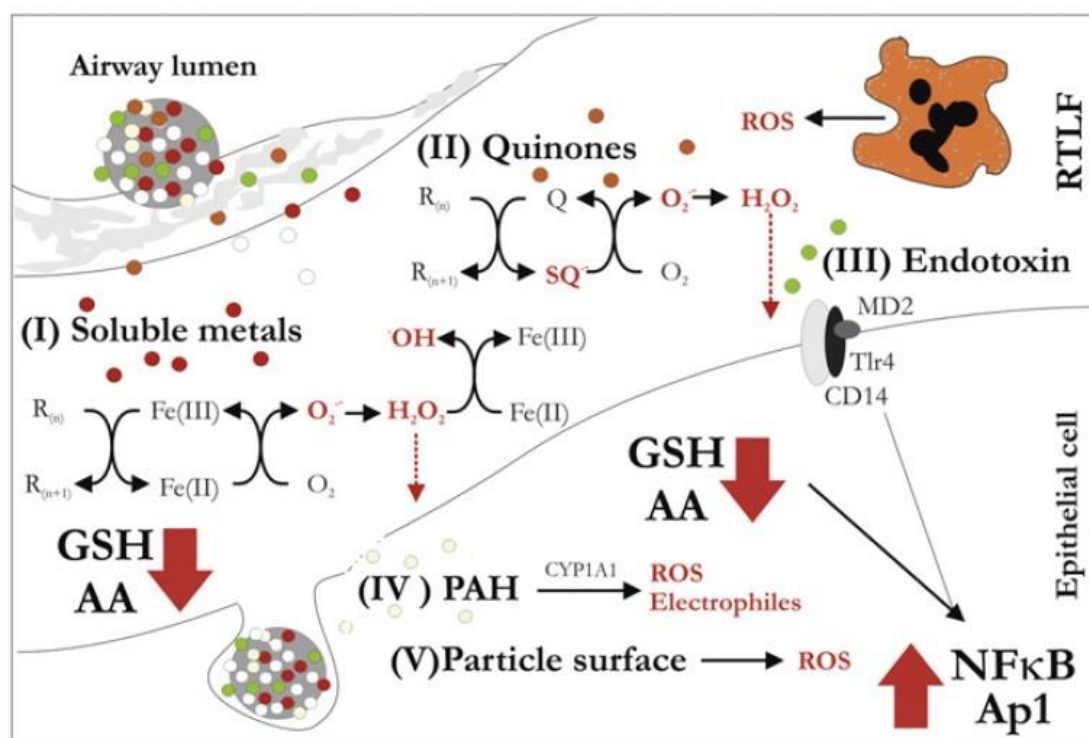 Airway lumen
RTLF
ROS
(II) Quinones
R(n)
Q
O2·-
H2O2
R(n+1)
SQ·-
O2
(III) Endotoxin
MD2
Tlr4
CD14
(I) Soluble metals
·OH
Fe(III)
R(n)
Fe(III)
O2·-
H2O2
Fe(II)
R(n+1)
Fe(II)
O2
GSH
AA
GSH
AA
Epithelial cell
(IV ) PAH
CYP1A1
ROS
Electrophiles
(V)Particle surface
ROS
NFκB
Ap1